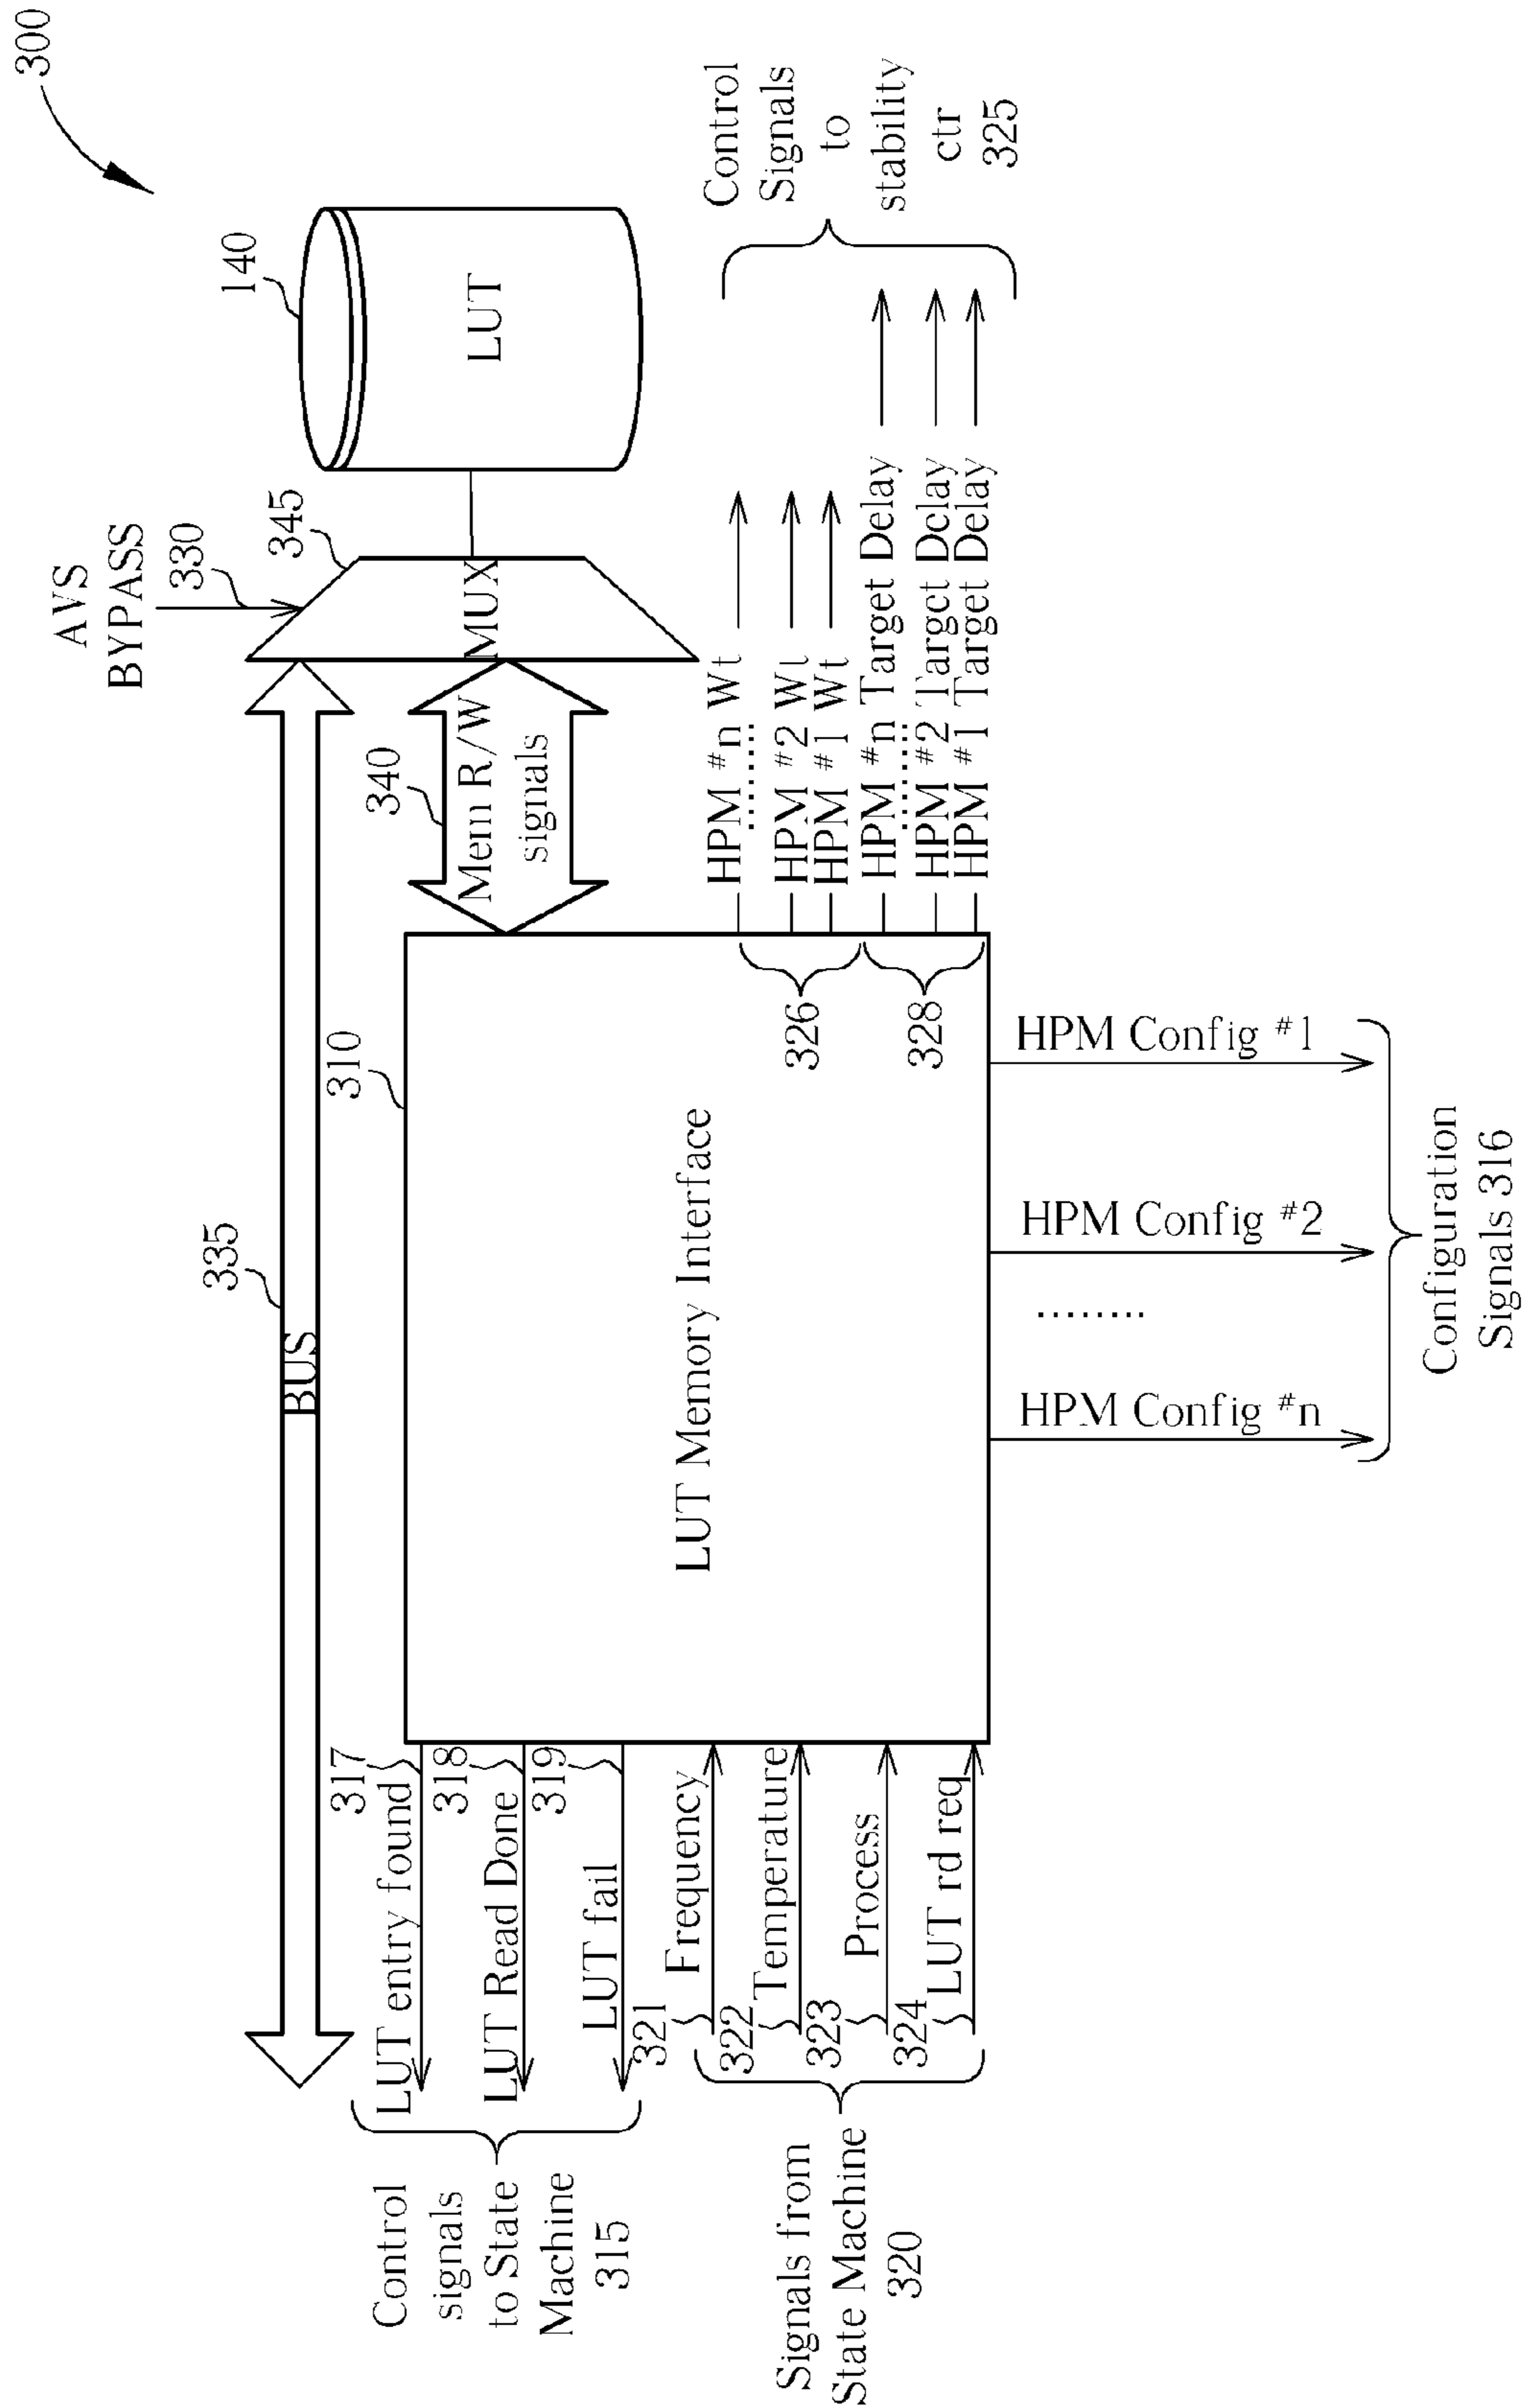 300
AVS
BYPASS
330
345
140
335
BUS
340
Mem R/W
signals
MUX
LUT
310
LUT Memory Interface
317
LUT entry found
318
LUT Read Done
319
LUT fail
Control
signals
to State
Machine
315
321
Frequency
322
Temperature
323
Process
324
LUT rd req
Signals from
State Machine
320
326
328
HPM #n Wt
........
HPM #2 Wt
HPM #1 Wt
HPM #n Target Delay
........
HPM #2 Target Delay
HPM #1 Target Delay
Control
Signals
to
stability
ctr
325
HPM Config #n
........
HPM Config #2
HPM Config #1
Configuration
Signals 316